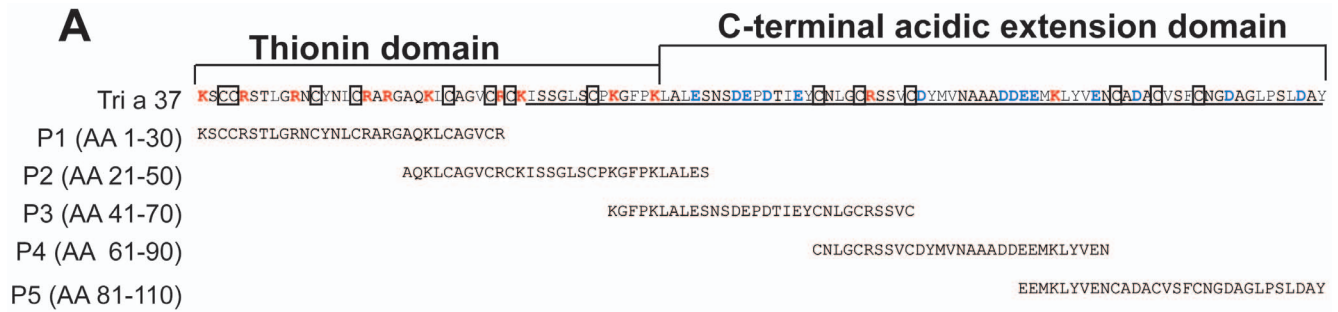 A
Thionin domain
C-terminal acidic extension domain
Tri a 37 KSCCRSTLGRNCYNLCRARGAQKLCAGVCRCKISSGLSCPKGFPKLALESNSDEPDTIEYCNLGCRSSVCDYMVNAAADDEEMKLYVENCADACVSFCNGDAGLPSLDAY
P1 (AA 1-30) KSCCRSTLGRNCYNLCRARGAQKLCAGVCR
P2 (AA 21-50) AQKLCAGVCRCKISSGLSCPKGFPKLALES
P3 (AA 41-70) KGFPKLALESNSDEPDTIEYCNLGCRSSVC
P4 (AA 61-90) CNLGCRSSVCDYMVNAAADDEEMKLYVEN
P5 (AA 81-110) EEMKLYVENCADACVSFCNGDAGLPSLDAY